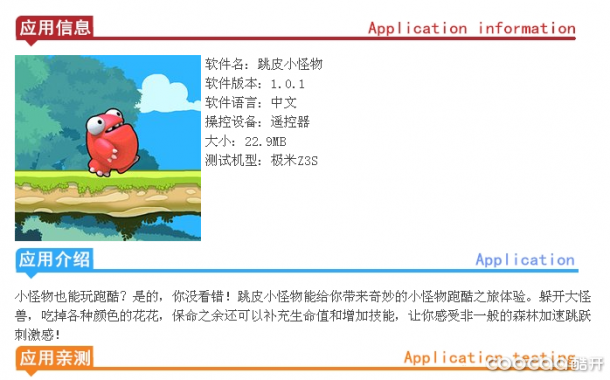 应用信息 Application information
软件名：跳皮小怪物
软件版本：1.0.1
软件语言：中文
操控设备：遥控器
大小：22.9MB
测试机型：极米Z3S
应用介绍 Application
小怪物也能玩跑酷？是的，你没看错！跳皮小怪物能给你带来奇妙的小怪物跑酷之旅体验。躲开大怪
兽，吃掉各种颜色的花花，保命之余还可以补充生命值和增加技能，让你感受非一般的森林加速跳跃
刺激感！
应用亲测 Application testing
coocaa酷开